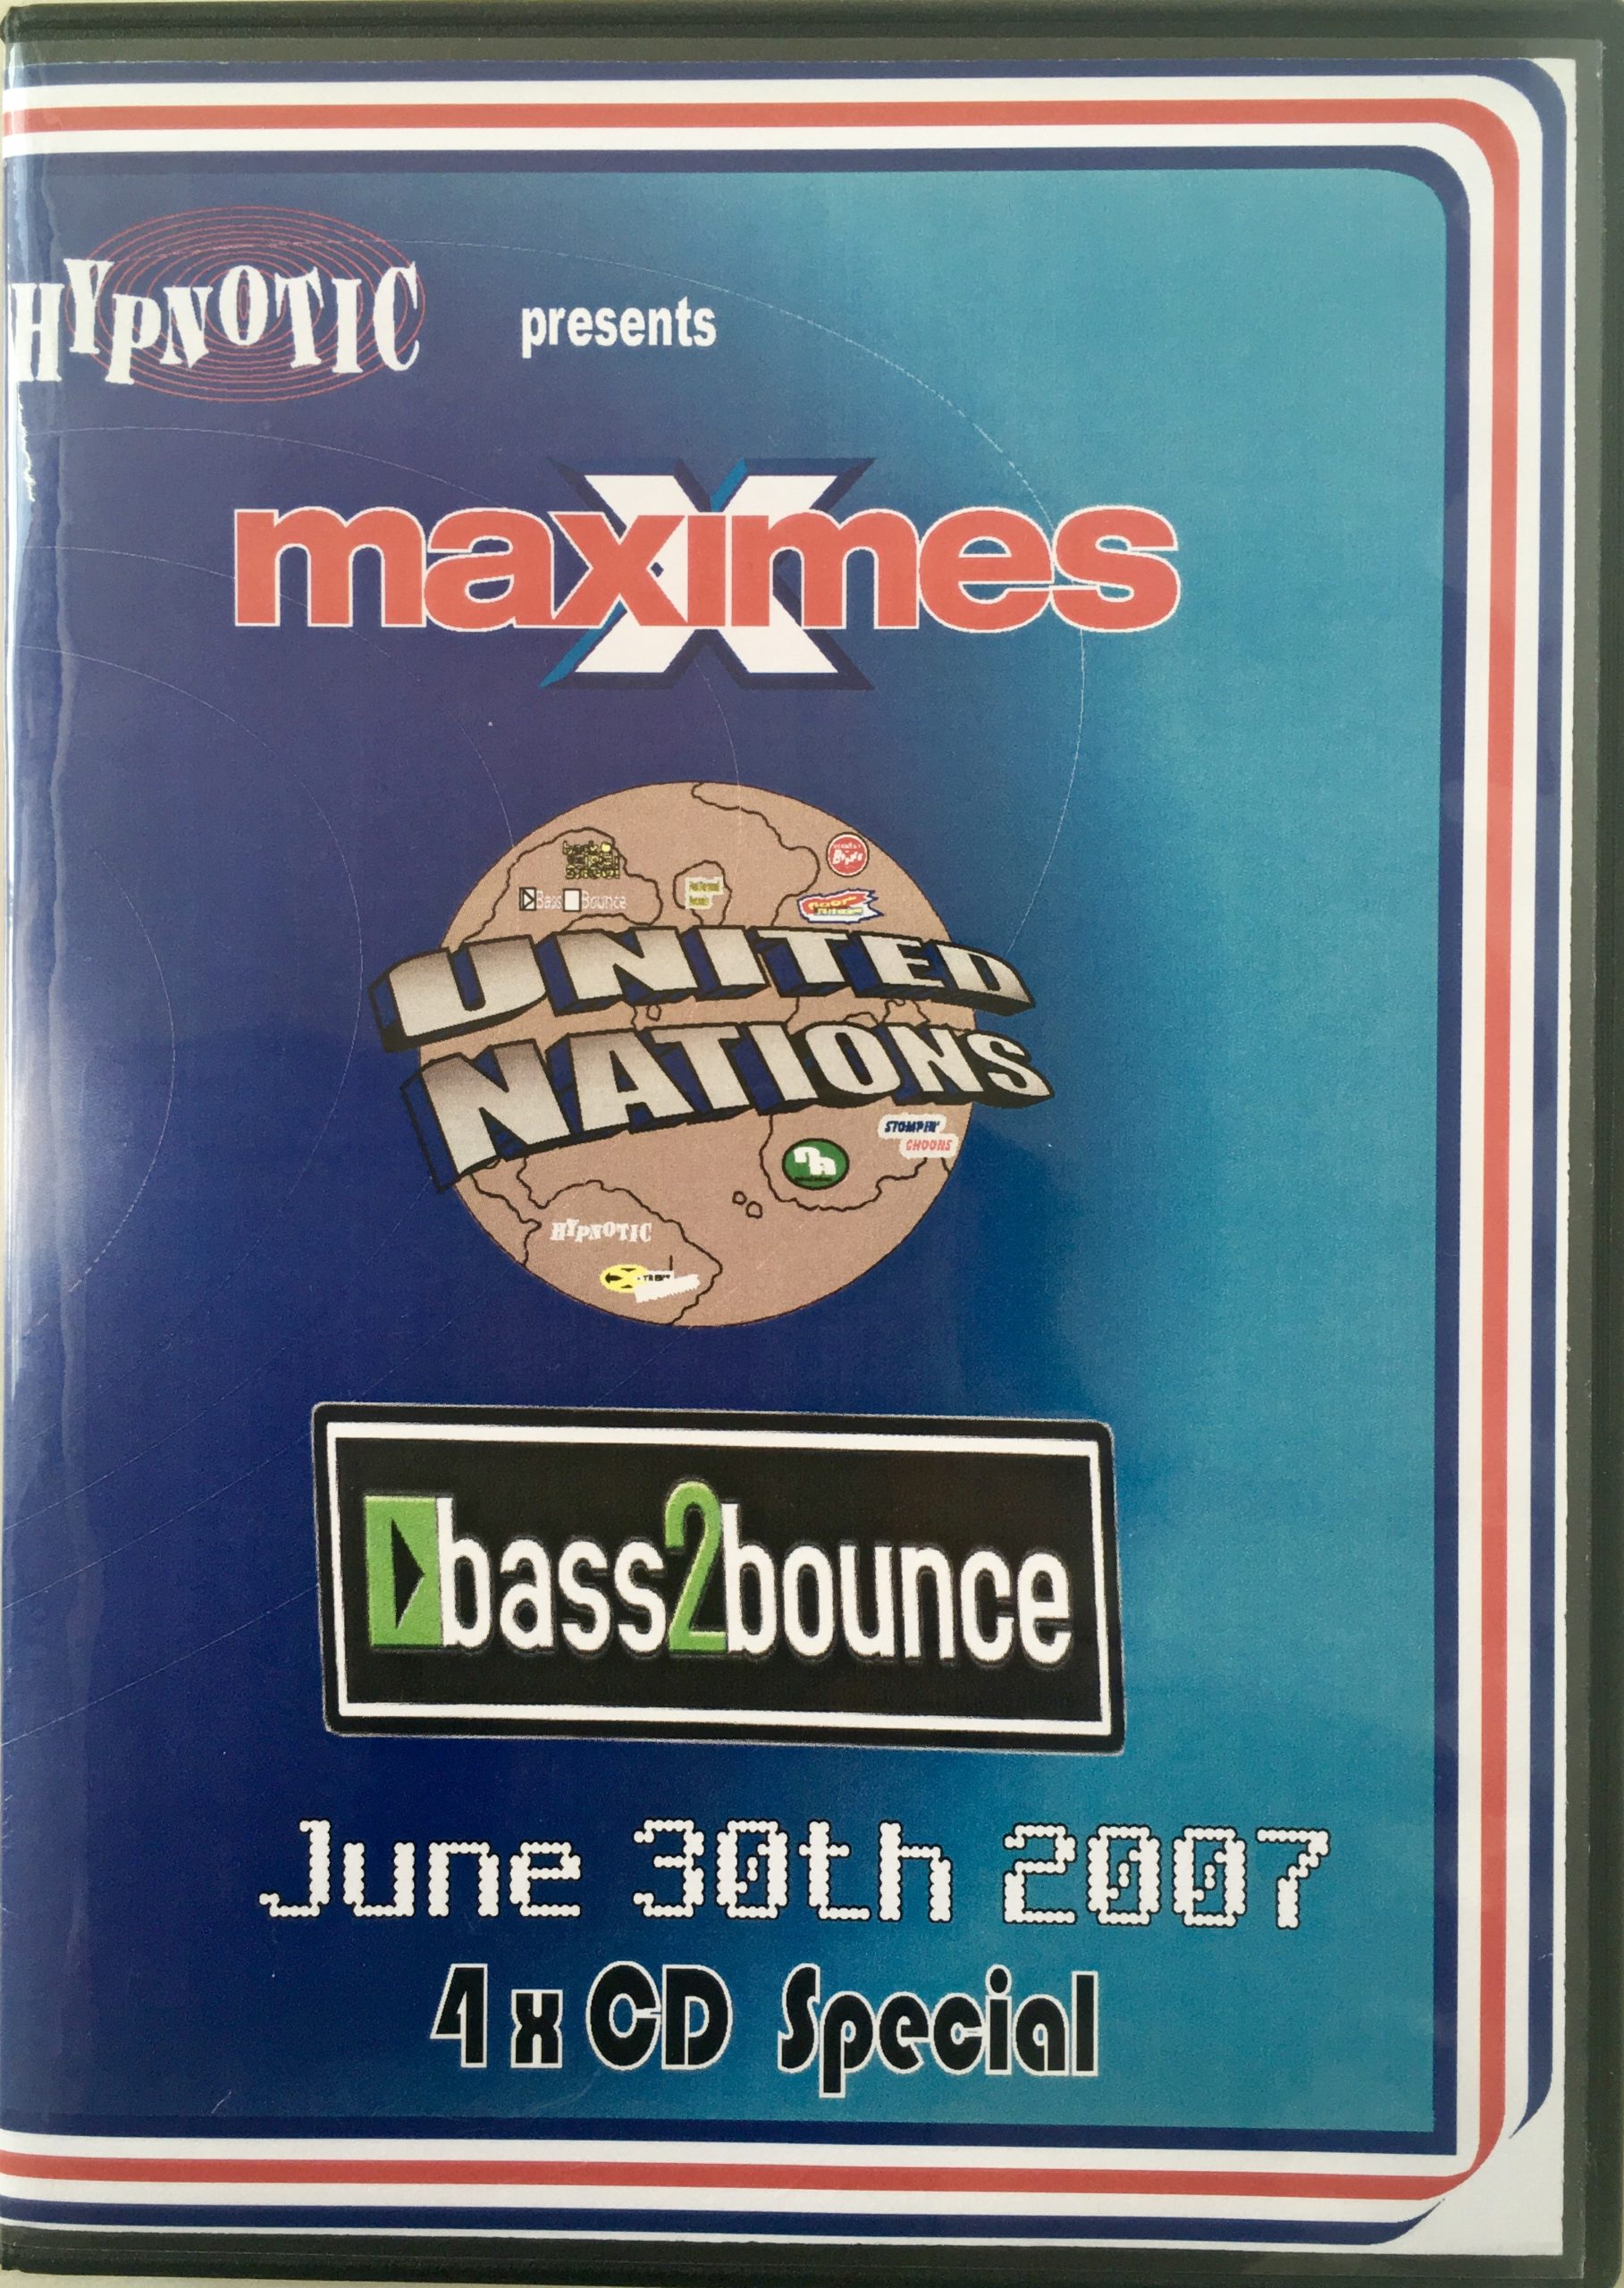 HYPNOTIC presents
maximes
X
Bass Bounce
UNITED
NATIONS
STOMPIN'
CHOONS
HYPNOTIC
bass2bounce
June 30th 2007
4 x CD Special